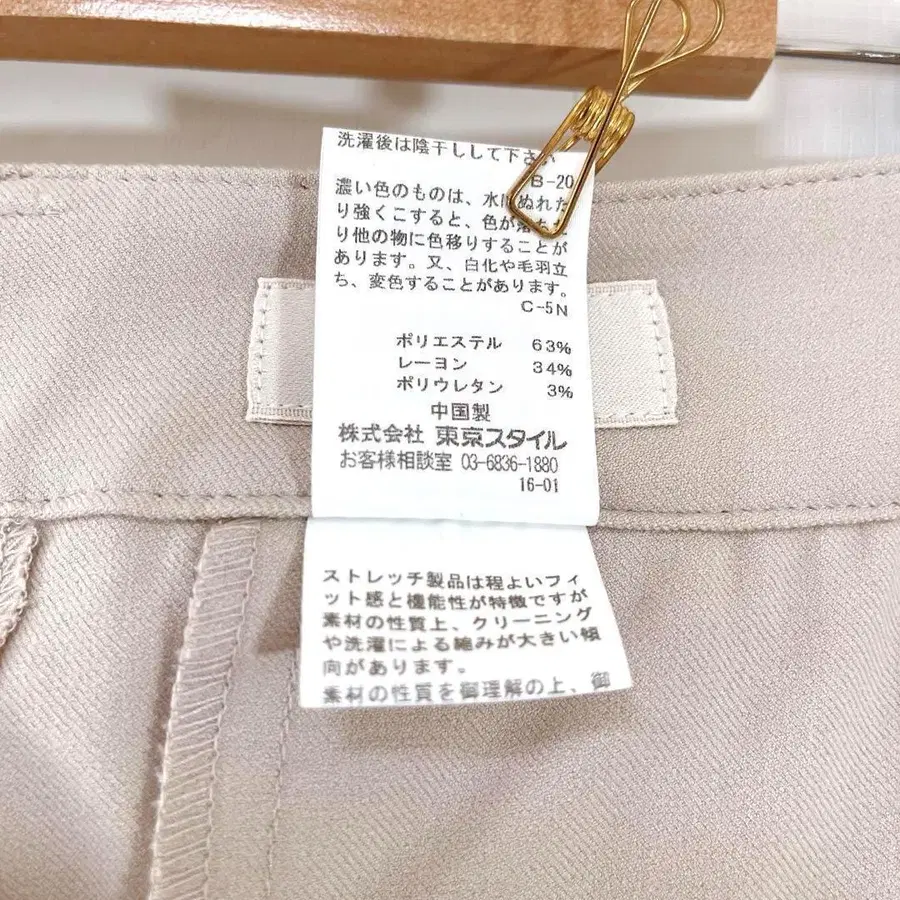 洗濯後は陰干しして下さい
B-20
濃い色のものは、水にぬれた
り強くこすると、色が落ちた
り他の物に色移りすることが
あります。又、白化や毛羽立
ち、変色することがあります。
C-5N
ポリエステル 63%
レーヨン 34%
ポリウレタン 3%
中国製
株式会社 東京スタイル
お客様相談室 03-6836-1880
16-01
ストレッチ製品は程よいフィ
ット感と機能性が特徴ですが
素材の性質上、クリーニング
や洗濯による縮みが大きい傾
向があります。
素材の性質を御理解の上、御